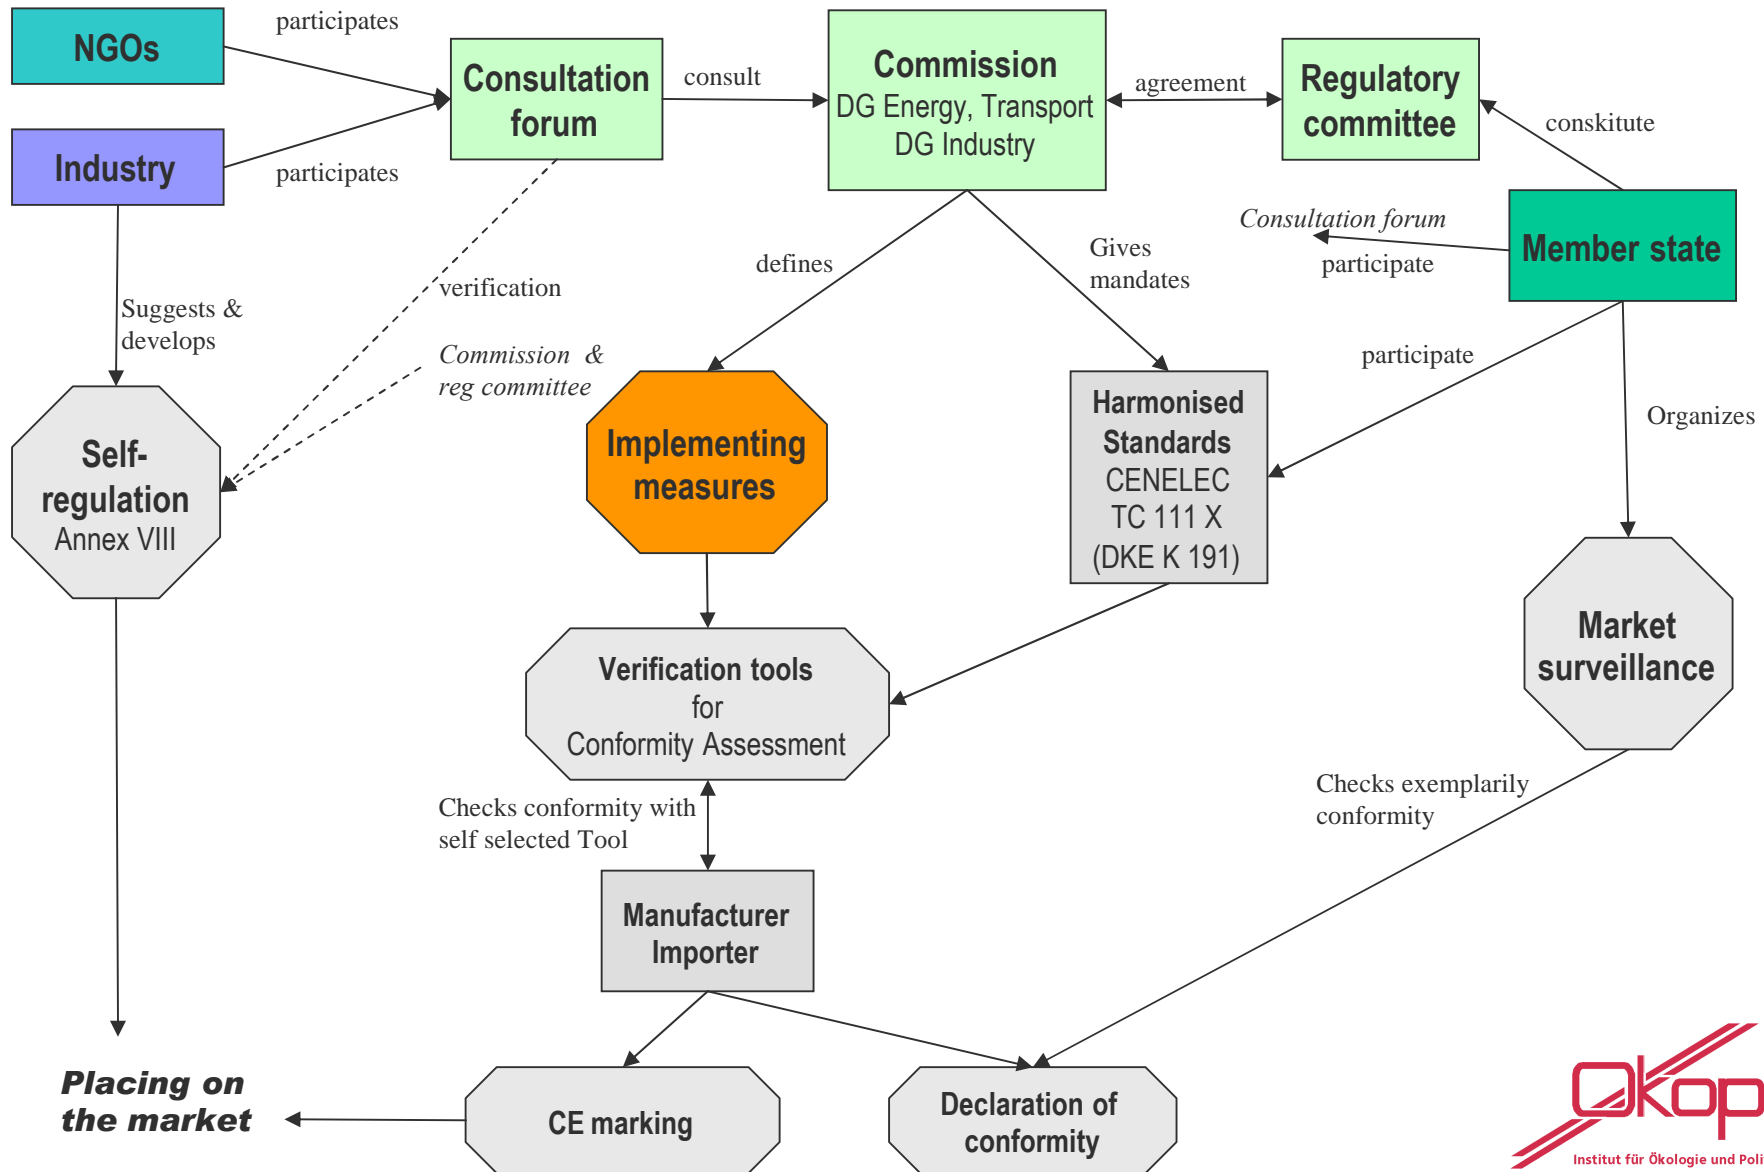 NGOs
participates
Industry
participates
Consultation
forum
consult
Commission
DG Energy, Transport
DG Industry
agreement
Regulatory
committee
conskitute
Consultation forum
participate
Member state
Suggests &
develops
verification
Commission &
reg committee
defines
Gives
mandates
participate
Organizes
Self-
regulation
Annex VIII
Implementing
measures
Harmonised
Standards
CENELEC
TC 111 X
(DKE K 191)
Market
surveillance
Verification tools
for
Conformity Assessment
Checks conformity with
self selected Tool
Checks exemplarily
conformity
Manufacturer
Importer
Placing on
the market
CE marking
Declaration of
conformity
Ökop
Institut für Ökologie und Poli